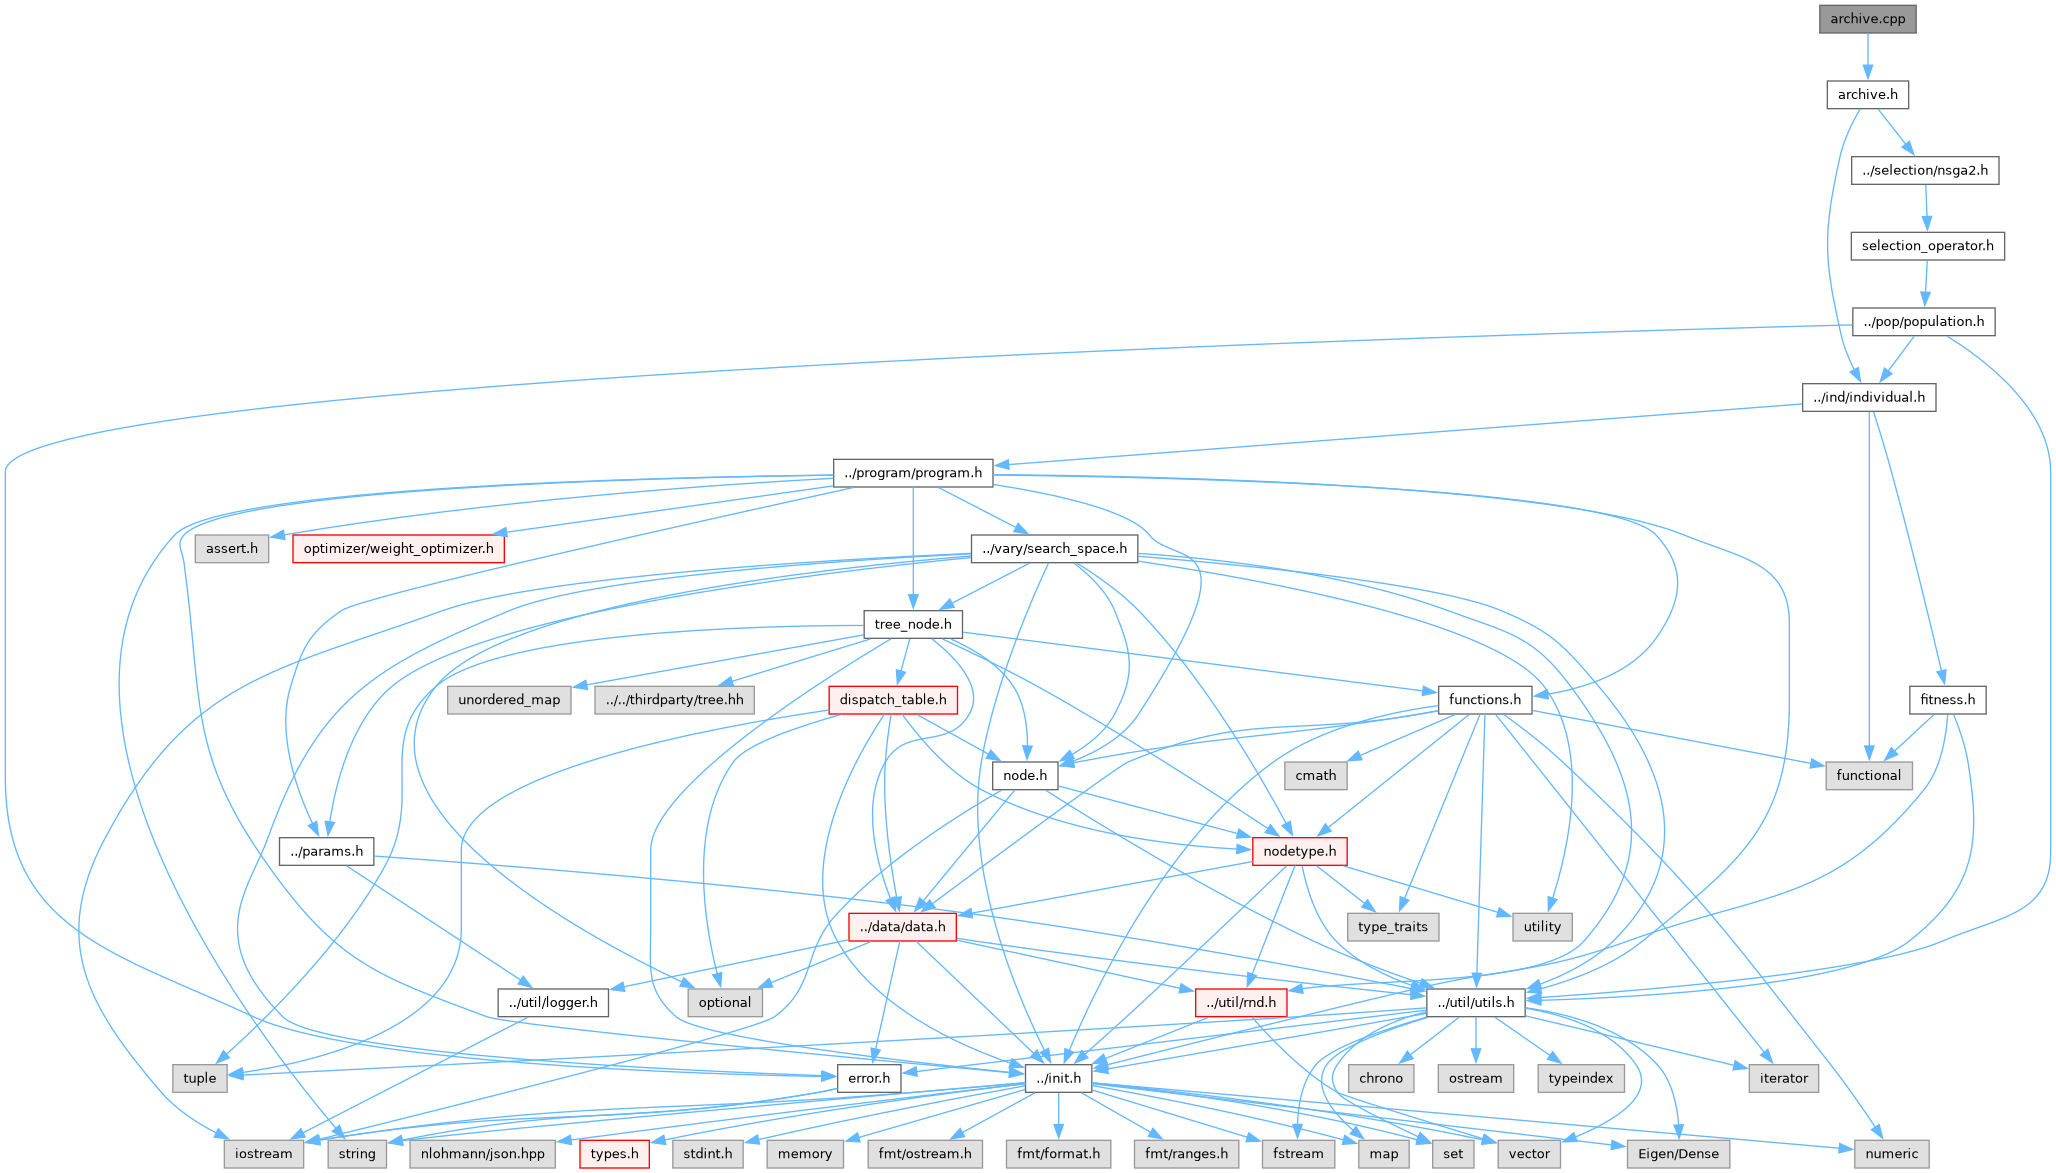 archive.cpp
archive.h
../selection/nsga2.h
selection_operator.h
../pop/population.h
../ind/individual.h
../program/program.h
assert.h
optimizer/weight_optimizer.h
../vary/search_space.h
tree_node.h
unordered_map
../../thirdparty/tree.hh
dispatch_table.h
functions.h
fitness.h
node.h
cmath
functional
../params.h
nodetype.h
../data/data.h
type_traits
utility
../util/logger.h
optional
../util/rnd.h
../util/utils.h
tuple
error.h
../init.h
chrono
ostream
typeindex
iterator
iostream
string
nlohmann/json.hpp
types.h
stdint.h
memory
fmt/ostream.h
fmt/format.h
fmt/ranges.h
fstream
map
set
vector
Eigen/Dense
numeric